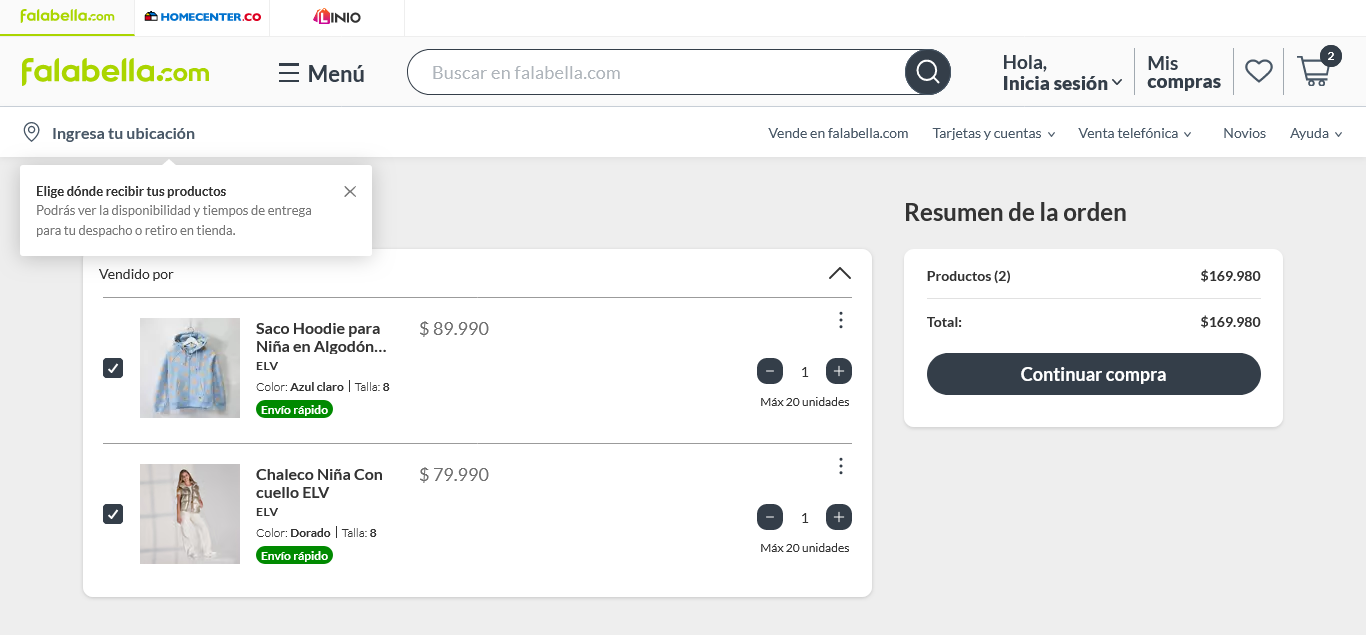 falabella.com
HOMECENTER.CO
LINIO
falabella.com
Menú
Buscar en falabella.com
Hola,
Inicia sesión
Mis
compras
2
Ingresa tu ubicación
Vende en falabella.com
Tarjetas y cuentas
Venta telefónica
Novios
Ayuda
Elige dónde recibir tus productos
Podrás ver la disponibilidad y tiempos de entrega
para tu despacho o retiro en tienda.
Vendido por
Saco Hoodie para
Niña en Algodón...
ELV
Color: Azul claro | Talla: 8
Envío rápido
$ 89.990
1
Máx 20 unidades
Chaleco Niña Con
cuello ELV
ELV
Color: Dorado | Talla: 8
Envío rápido
$ 79.990
1
Máx 20 unidades
Resumen de la orden
Productos (2) $169.980
Total: $169.980
Continuar compra